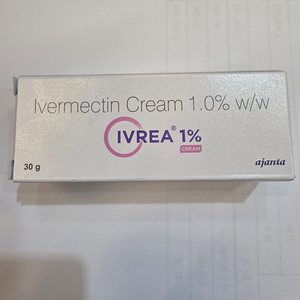 Ivermectin Cream 1.0% w/w
IVREA® 1%
CREAM
30 g
ajanta